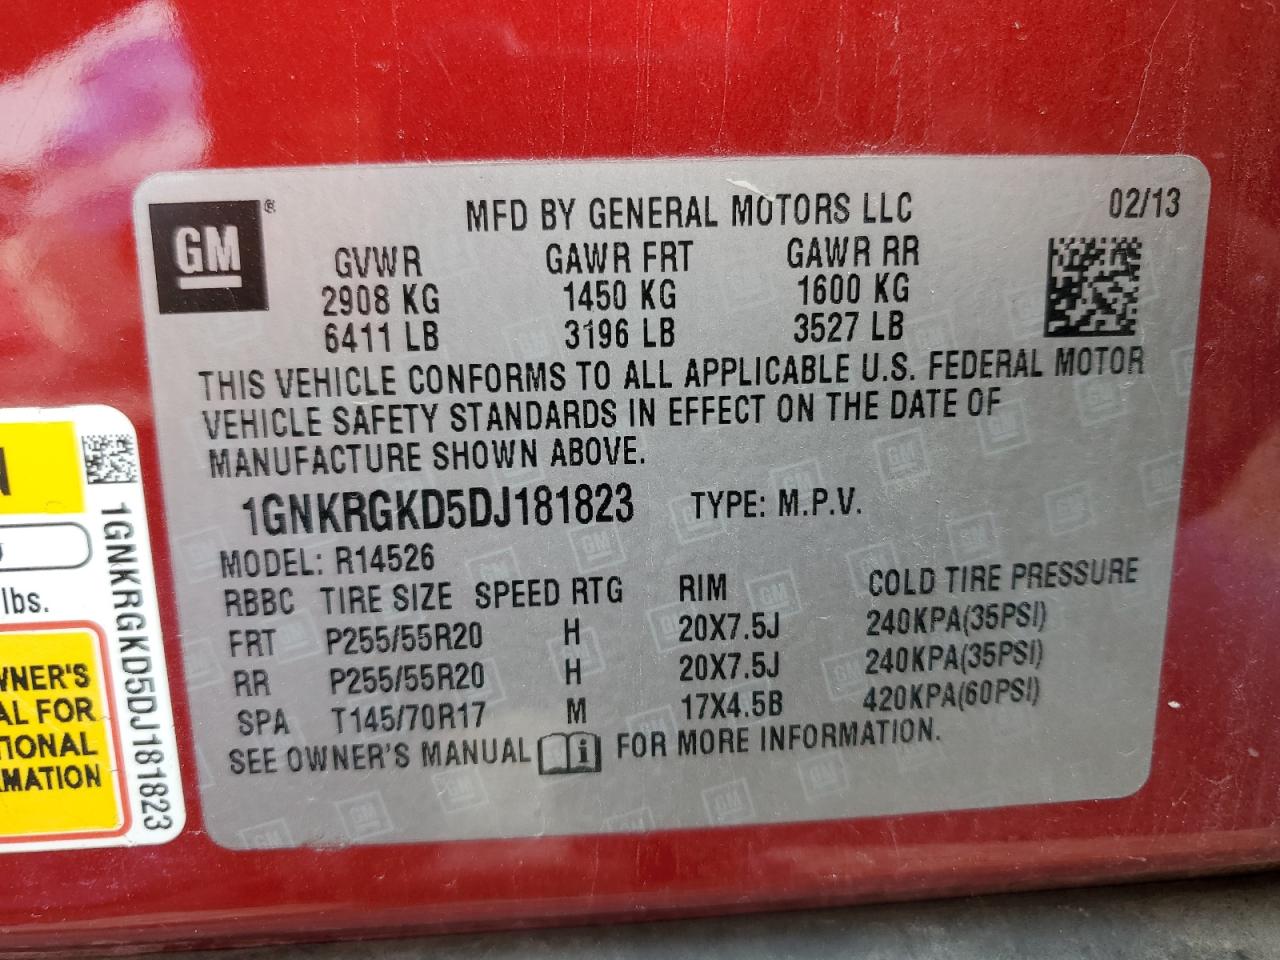 GM ®
MFD BY GENERAL MOTORS LLC 02/13
GVWR GAWR FRT GAWR RR
2908 KG 1450 KG 1600 KG
6411 LB 3196 LB 3527 LB
THIS VEHICLE CONFORMS TO ALL APPLICABLE U.S. FEDERAL MOTOR
VEHICLE SAFETY STANDARDS IN EFFECT ON THE DATE OF
MANUFACTURE SHOWN ABOVE.
1GNKRGKD5DJ181823 TYPE: M.P.V.
MODEL: R14526
RBBC TIRE SIZE SPEED RTG RIM COLD TIRE PRESSURE
FRT P255/55R20 H 20X7.5J 240KPA(35PSI)
RR P255/55R20 H 20X7.5J 240KPA(35PSI)
SPA T145/70R17 M 17X4.5B 420KPA(60PSI)
SEE OWNER'S MANUAL i FOR MORE INFORMATION.
1GNKRGKD5DJ181823
lbs.
WNER'S
AL FOR
TIONAL
RMATION